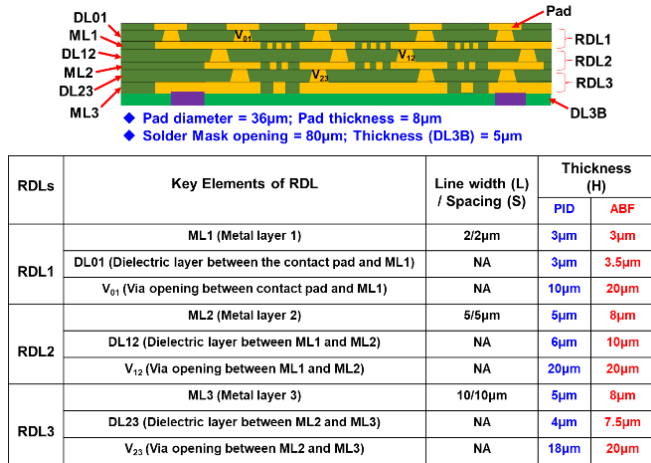 DL01
ML1
DL12
ML2
DL23
ML3
V01
V12
V23
Pad
RDL1
RDL2
RDL3
DL3B
◆ Pad diameter = 36µm; Pad thickness = 8µm
◆ Solder Mask opening = 80µm; Thickness (DL3B) = 5µm
RDLs Key Elements of RDL Line width (L) / Spacing (S) Thickness (H)
PID ABF
RDL1
ML1 (Metal layer 1) 2/2µm 3µm 3µm
DL01 (Dielectric layer between the contact pad and ML1) NA 3µm 3.5µm
V01 (Via opening between contact pad and ML1) NA 10µm 20µm
RDL2
ML2 (Metal layer 2) 5/5µm 5µm 8µm
DL12 (Dielectric layer between ML1 and ML2) NA 6µm 10µm
V12 (Via opening between ML1 and ML2) NA 20µm 20µm
RDL3
ML3 (Metal layer 3) 10/10µm 5µm 8µm
DL23 (Dielectric layer between ML2 and ML3) NA 4µm 7.5µm
V23 (Via opening between ML2 and ML3) NA 18µm 20µm